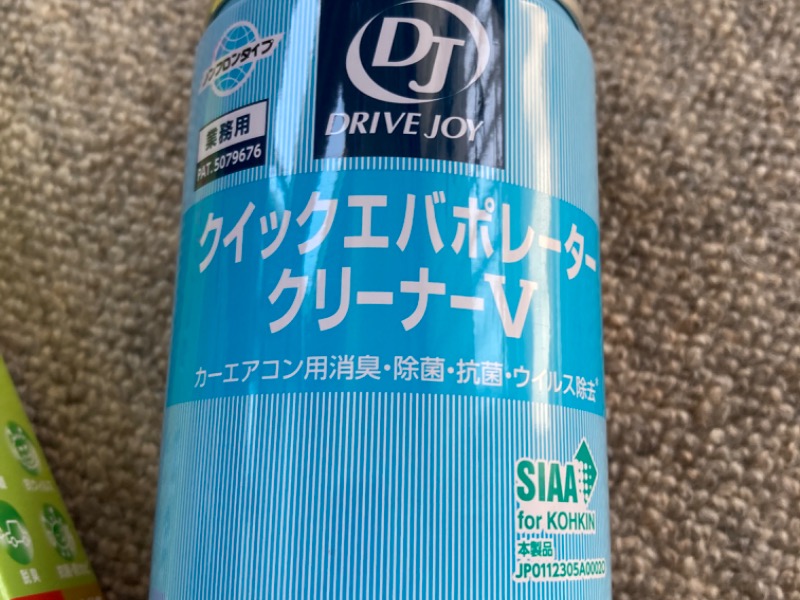 ノンフロンタイプ
DJ
DRIVE JOY
業務用
PAT.5079676
クイックエバポレーター
クリーナーV
カーエアコン用消臭・除菌・抗菌・ウイルス除去*
SIAA
for KOHKIN
本製品
JP0112305A0002O
脱臭